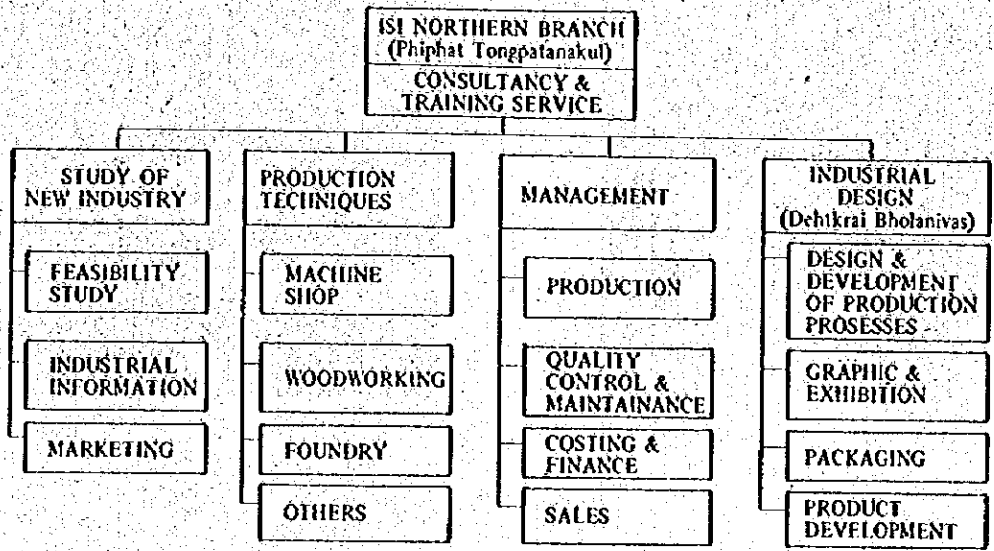 ISI NORTHERN BRANCH
(Phiphat Tongpatanakul)
CONSULTANCY &
TRAINING SERVICE
STUDY OF
NEW INDUSTRY
FEASIBILITY
STUDY
INDUSTRIAL
INFORMATION
MARKETING
PRODUCTION
TECHNIQUES
MACHINE
SHOP
WOODWORKING
FOUNDRY
OTHERS
MANAGEMENT
PRODUCTION
QUALITY
CONTROL &
MAINTAINANCE
COSTING &
FINANCE
SALES
INDUSTRIAL
DESIGN
(Dehtkrai Bholanivas)
DESIGN &
DEVELOPMENT
OF PRODUCTION
PROSESSES
GRAPHIC &
EXHIBITION
PACKAGING
PRODUCT
DEVELOPMENT